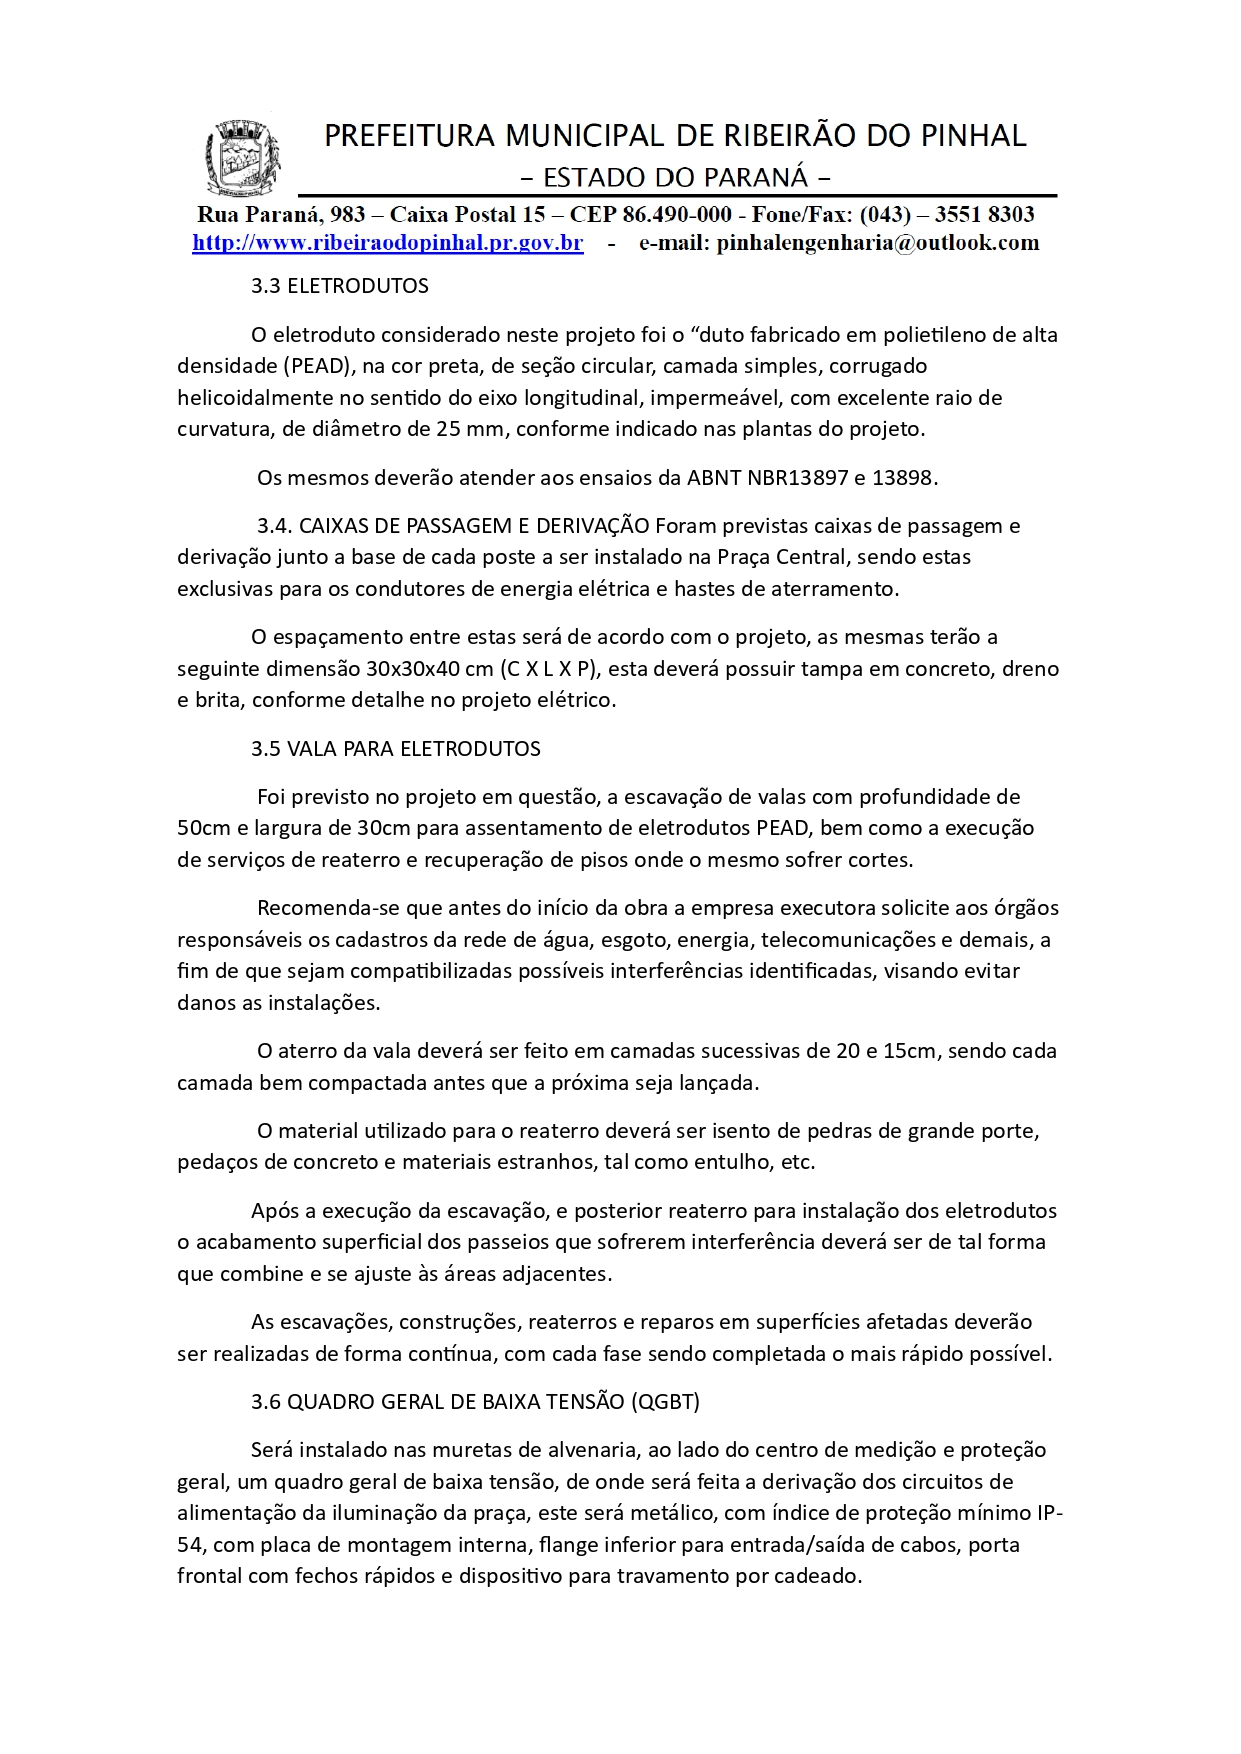 PREFEITURA MUNICIPAL DE RIBEIRÃO DO PINHAL
– ESTADO DO PARANÁ –
Rua Paraná, 983 – Caixa Postal 15 – CEP 86.490-000 - Fone/Fax: (043) – 3551 8303
http://www.ribeiraodopinhal.pr.gov.br - e-mail: pinhalengenharia@outlook.com
3.3 ELETRODUTOS
O eletroduto considerado neste projeto foi o “duto fabricado em polietileno de alta
densidade (PEAD), na cor preta, de seção circular, camada simples, corrugado
helicoidalmente no sentido do eixo longitudinal, impermeável, com excelente raio de
curvatura, de diâmetro de 25 mm, conforme indicado nas plantas do projeto.
Os mesmos deverão atender aos ensaios da ABNT NBR13897 e 13898.
3.4. CAIXAS DE PASSAGEM E DERIVAÇÃO Foram previstas caixas de passagem e
derivação junto a base de cada poste a ser instalado na Praça Central, sendo estas
exclusivas para os condutores de energia elétrica e hastes de aterramento.
O espaçamento entre estas será de acordo com o projeto, as mesmas terão a
seguinte dimensão 30x30x40 cm (C X L X P), esta deverá possuir tampa em concreto, dreno
e brita, conforme detalhe no projeto elétrico.
3.5 VALA PARA ELETRODUTOS
Foi previsto no projeto em questão, a escavação de valas com profundidade de
50cm e largura de 30cm para assentamento de eletrodutos PEAD, bem como a execução
de serviços de reaterro e recuperação de pisos onde o mesmo sofrer cortes.
Recomenda-se que antes do início da obra a empresa executora solicite aos órgãos
responsáveis os cadastros da rede de água, esgoto, energia, telecomunicações e demais, a
fim de que sejam compatibilizadas possíveis interferências identificadas, visando evitar
danos as instalações.
O aterro da vala deverá ser feito em camadas sucessivas de 20 e 15cm, sendo cada
camada bem compactada antes que a próxima seja lançada.
O material utilizado para o reaterro deverá ser isento de pedras de grande porte,
pedaços de concreto e materiais estranhos, tal como entulho, etc.
Após a execução da escavação, e posterior reaterro para instalação dos eletrodutos
o acabamento superficial dos passeios que sofrerem interferência deverá ser de tal forma
que combine e se ajuste às áreas adjacentes.
As escavações, construções, reaterros e reparos em superfícies afetadas deverão
ser realizadas de forma contínua, com cada fase sendo completada o mais rápido possível.
3.6 QUADRO GERAL DE BAIXA TENSÃO (QGBT)
Será instalado nas muretas de alvenaria, ao lado do centro de medição e proteção
geral, um quadro geral de baixa tensão, de onde será feita a derivação dos circuitos de
alimentação da iluminação da praça, este será metálico, com índice de proteção mínimo IP-
54, com placa de montagem interna, flange inferior para entrada/saída de cabos, porta
frontal com fechos rápidos e dispositivo para travamento por cadeado.